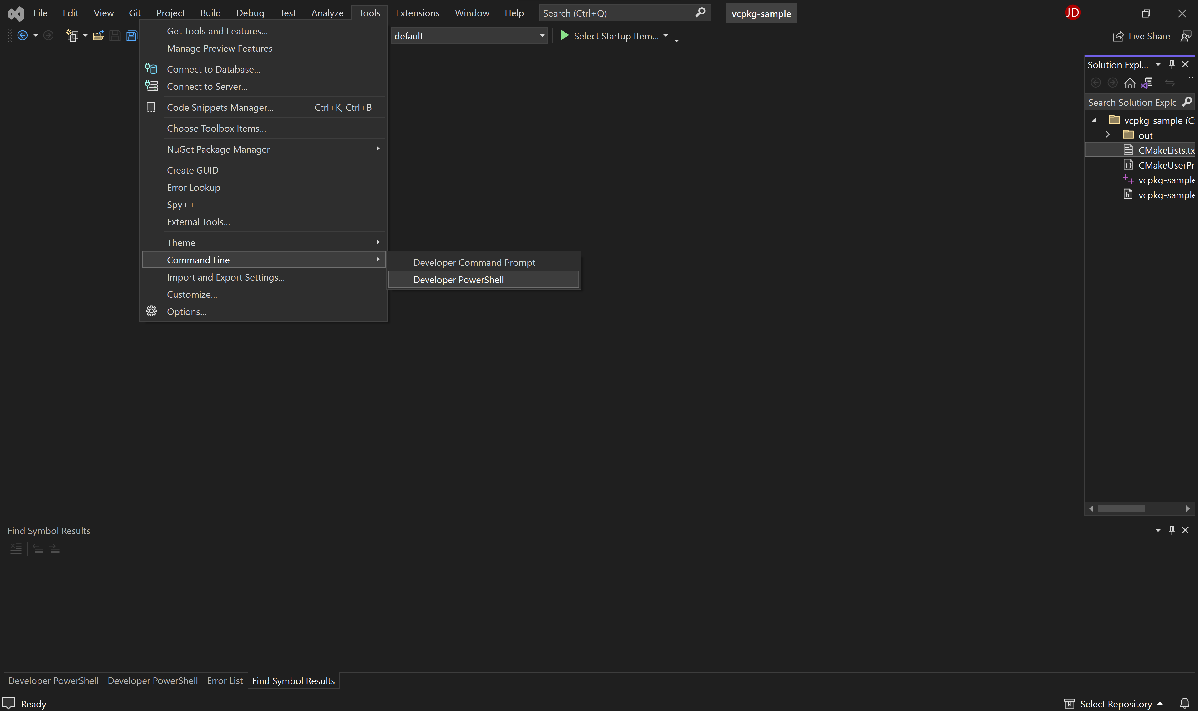 File Edit View Git Project Build Debug Test Analyze Tools Extensions Window Help Search (Ctrl+Q) vcpkg-sample JD
default Select Startup Item... Live Share
Get Tools and Features...
Manage Preview Features
Connect to Database...
Connect to Server...
Code Snippets Manager... Ctrl+K, Ctrl+B
Choose Toolbox Items...
NuGet Package Manager
Create GUID
Error Lookup
Spy++
External Tools...
Theme
Command Line
Import and Export Settings...
Customize...
Options...
Developer Command Prompt
Developer PowerShell
Solution Expl...
Search Solution Explo
vcpkg-sample (C
out
CMakeLists.tx
CMakeUserPr
vcpkg-sample
vcpkg-sample
Find Symbol Results
Developer PowerShell Developer PowerShell Error List Find Symbol Results
Ready Select Repository